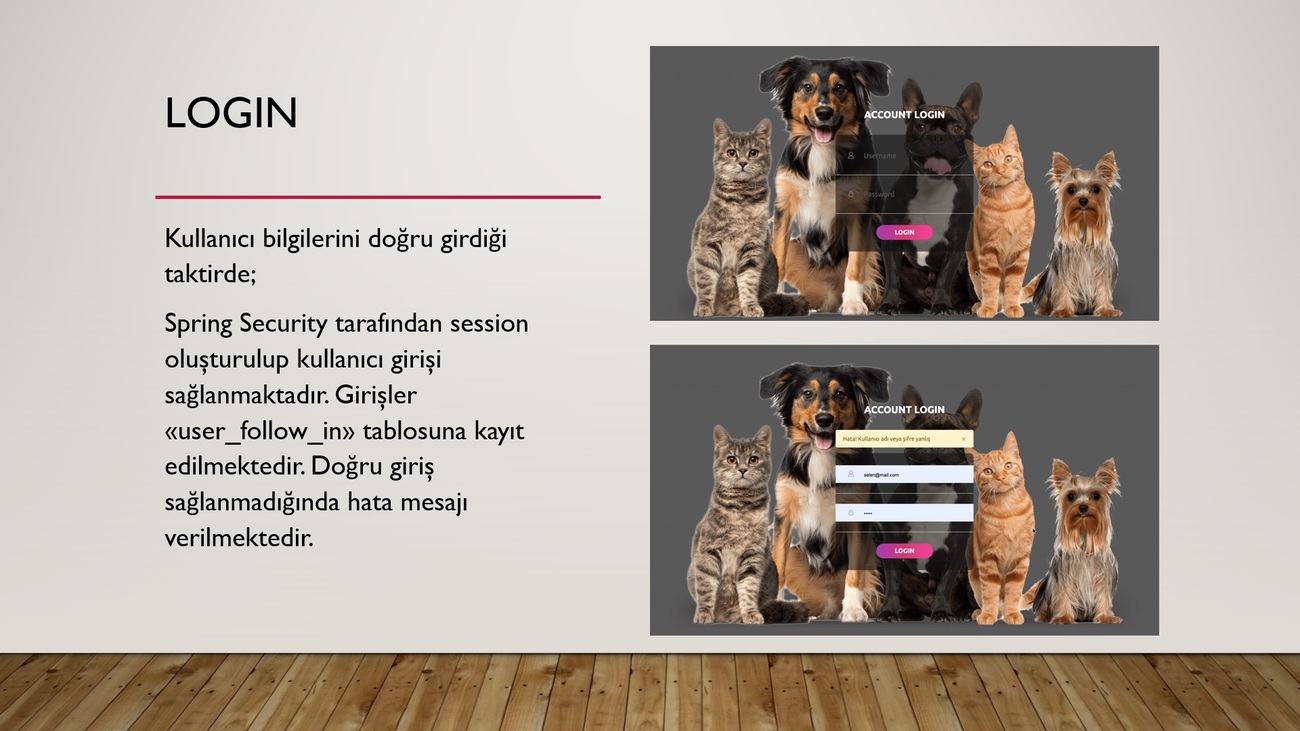 LOGIN
Kullanıcı bilgilerini doğru girdiği
taktirde;
Spring Security tarafından session
oluşturulup kullanıcı girişi
sağlanmaktadır. Girişler
«user_follow_in» tablosuna kayıt
edilmektedir. Doğru giriş
sağlanmadığında hata mesajı
verilmektedir.
ACCOUNT LOGIN
Username
Password
LOGIN
ACCOUNT LOGIN
Hata! Kullanıcı adı veya şifre yanlış ×
selen@mail.com
•••••
LOGIN